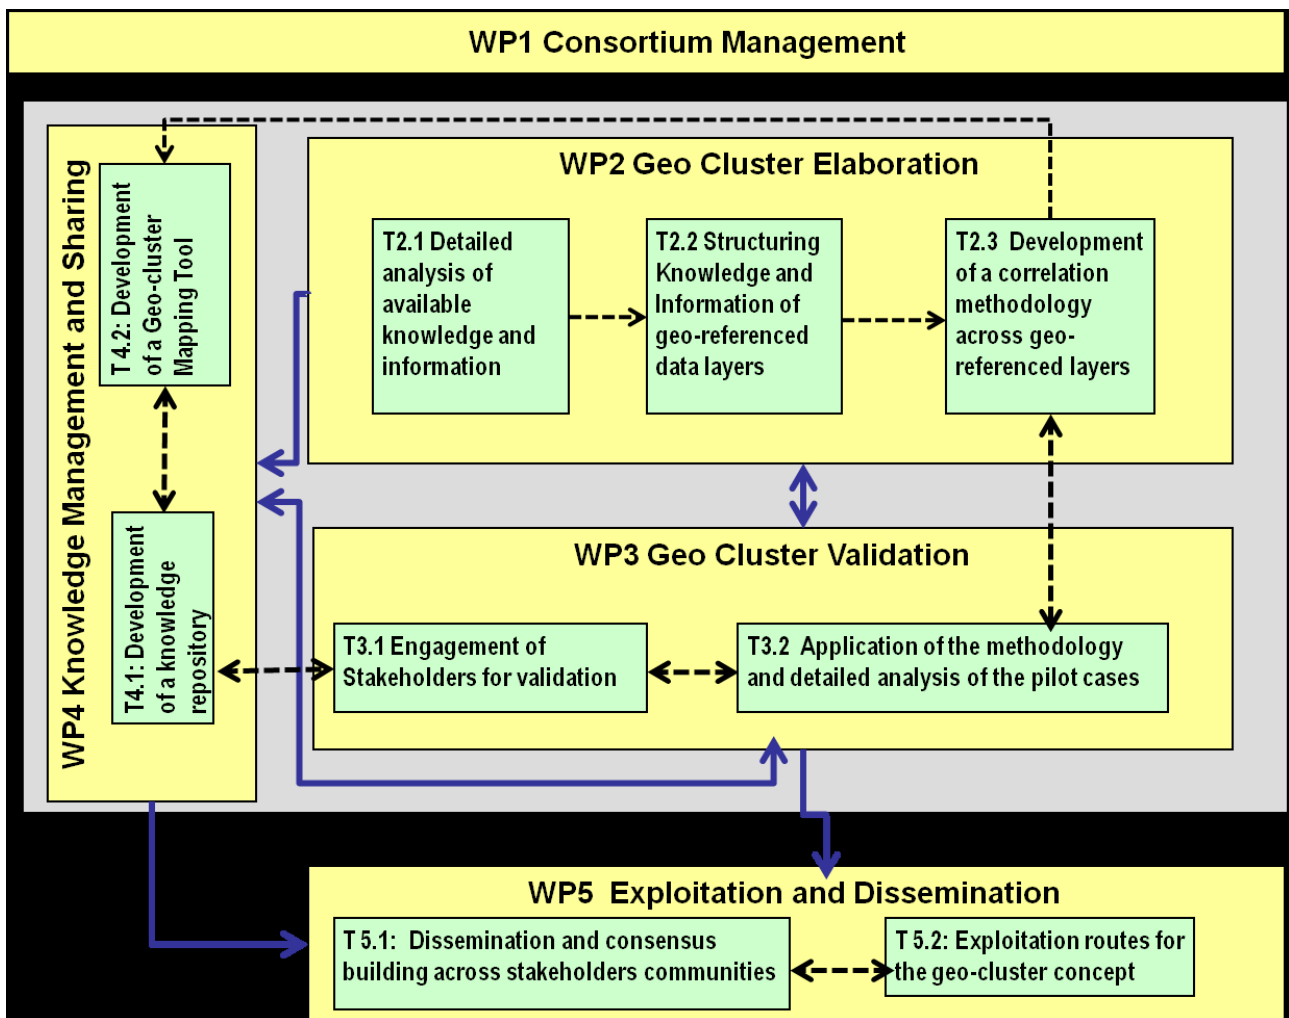 WP1 Consortium Management
WP4 Knowledge Management and Sharing
T 4.2: Development
of a Geo-cluster
Mapping Tool
T4.1: Development
of a knowledge
repository
WP2 Geo Cluster Elaboration
T2.1 Detailed
analysis of
available
knowledge and
information
T2.2 Structuring
Knowledge and
Information of
geo-referenced
data layers
T2.3 Development
of a correlation
methodology
across geo-
referenced layers
WP3 Geo Cluster Validation
T3.1 Engagement of
Stakeholders for validation
T3.2 Application of the methodology
and detailed analysis of the pilot cases
WP5 Exploitation and Dissemination
T 5.1: Dissemination and consensus
building across stakeholders communities
T 5.2: Exploitation routes for
the geo-cluster concept